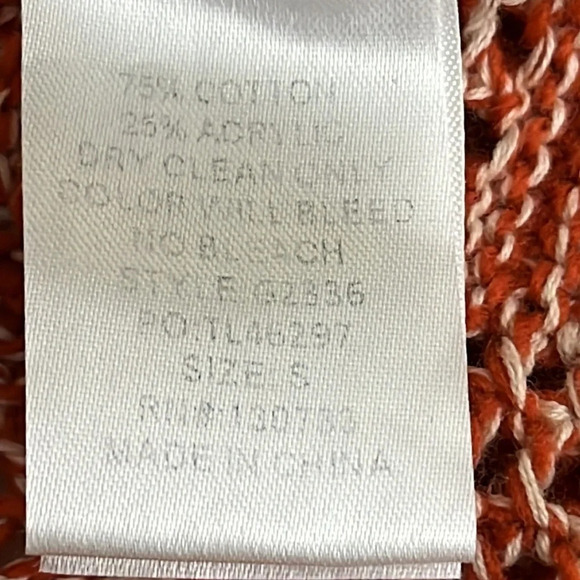 75% COTTON
25% ACRYLIC
DRY CLEAN ONLY
COLOR WILL BLEED
NO BLEACH
STYLE:G2336
PO:TL46297
SIZE: S
MADE IN CHINA